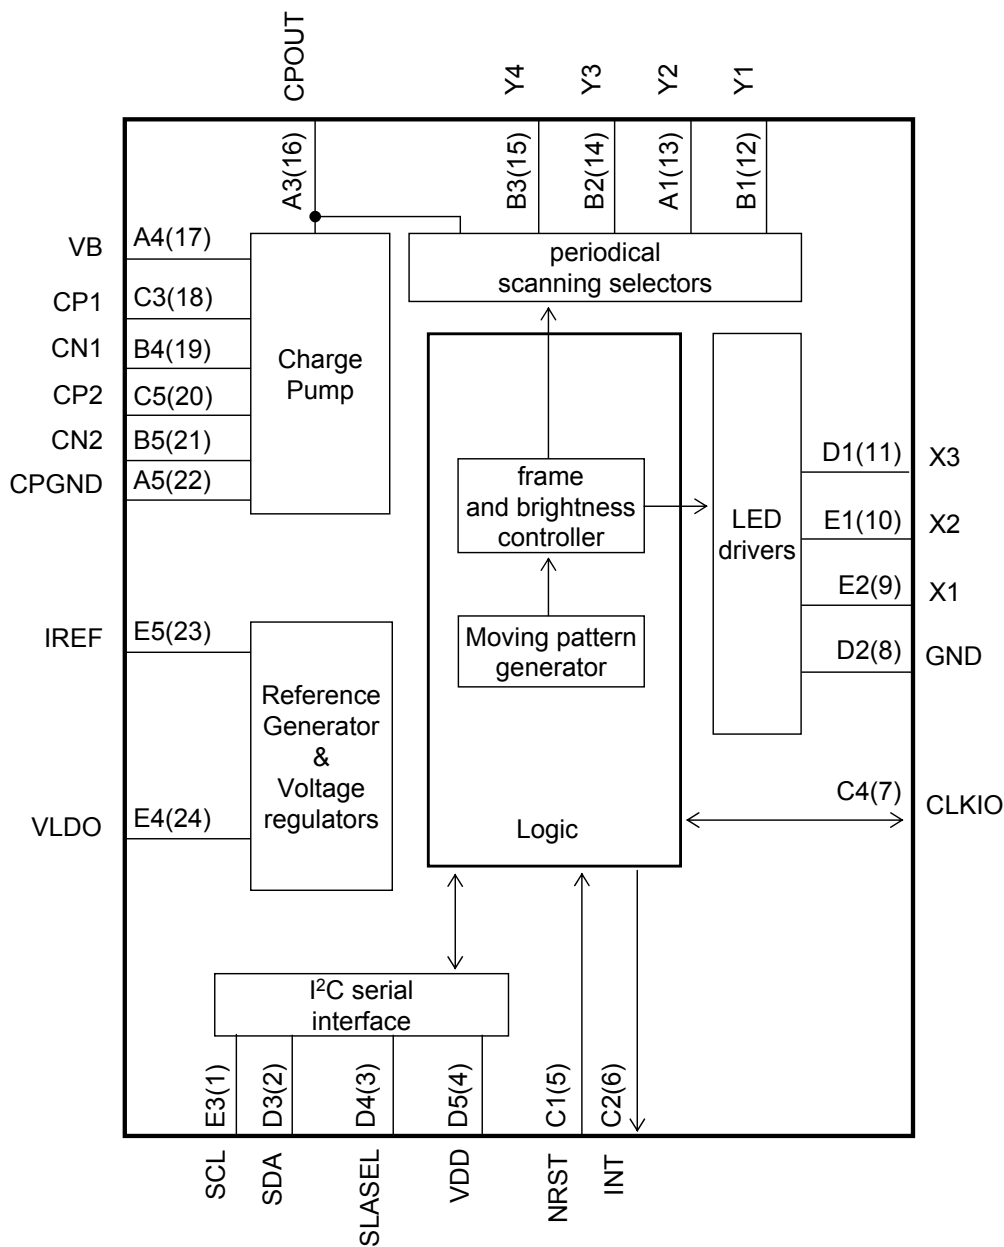 CPOUT
Y4
Y3
Y2
Y1
A3(16)
B3(15)
B2(14)
A1(13)
B1(12)
VB
A4(17)
CP1
C3(18)
CN1
B4(19)
CP2
C5(20)
CN2
B5(21)
CPGND
A5(22)
Charge
Pump
periodical
scanning selectors
frame
and brightness
controller
Moving pattern
generator
Logic
LED
drivers
D1(11)
X3
E1(10)
X2
E2(9)
X1
D2(8)
GND
C4(7)
CLKIO
IREF
E5(23)
VLDO
E4(24)
Reference
Generator
&
Voltage
regulators
I²C serial
interface
E3(1)
D3(2)
D4(3)
D5(4)
C1(5)
C2(6)
SCL
SDA
SLASEL
VDD
NRST
INT